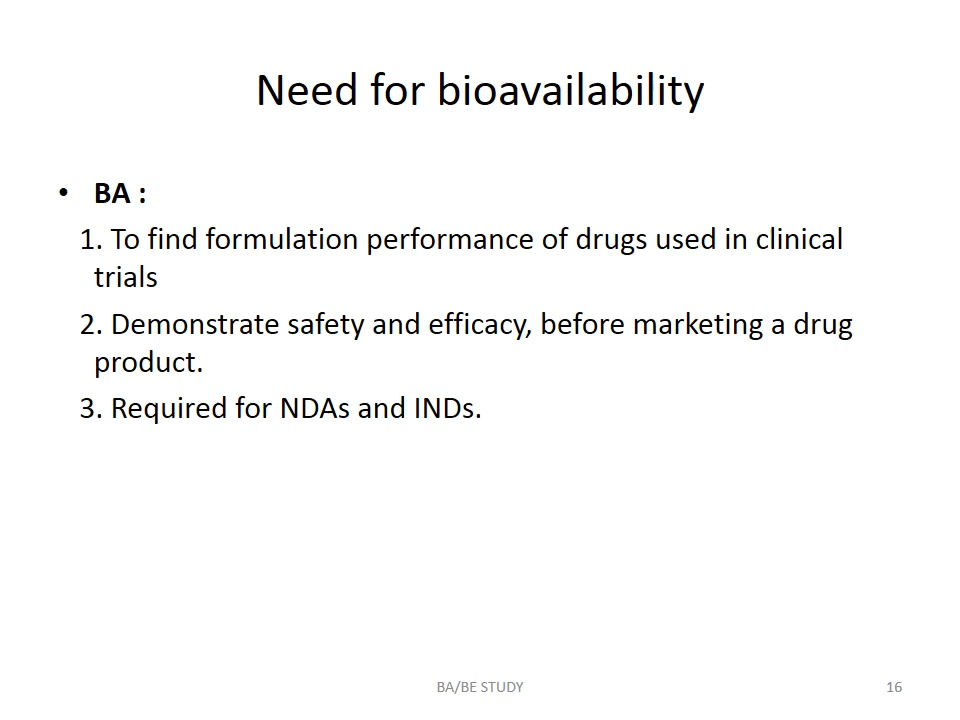 Need for bioavailability
• BA :
1. To find formulation performance of drugs used in clinical
trials
2. Demonstrate safety and efficacy, before marketing a drug
product.
3. Required for NDAs and INDs.
BA/BE STUDY
16